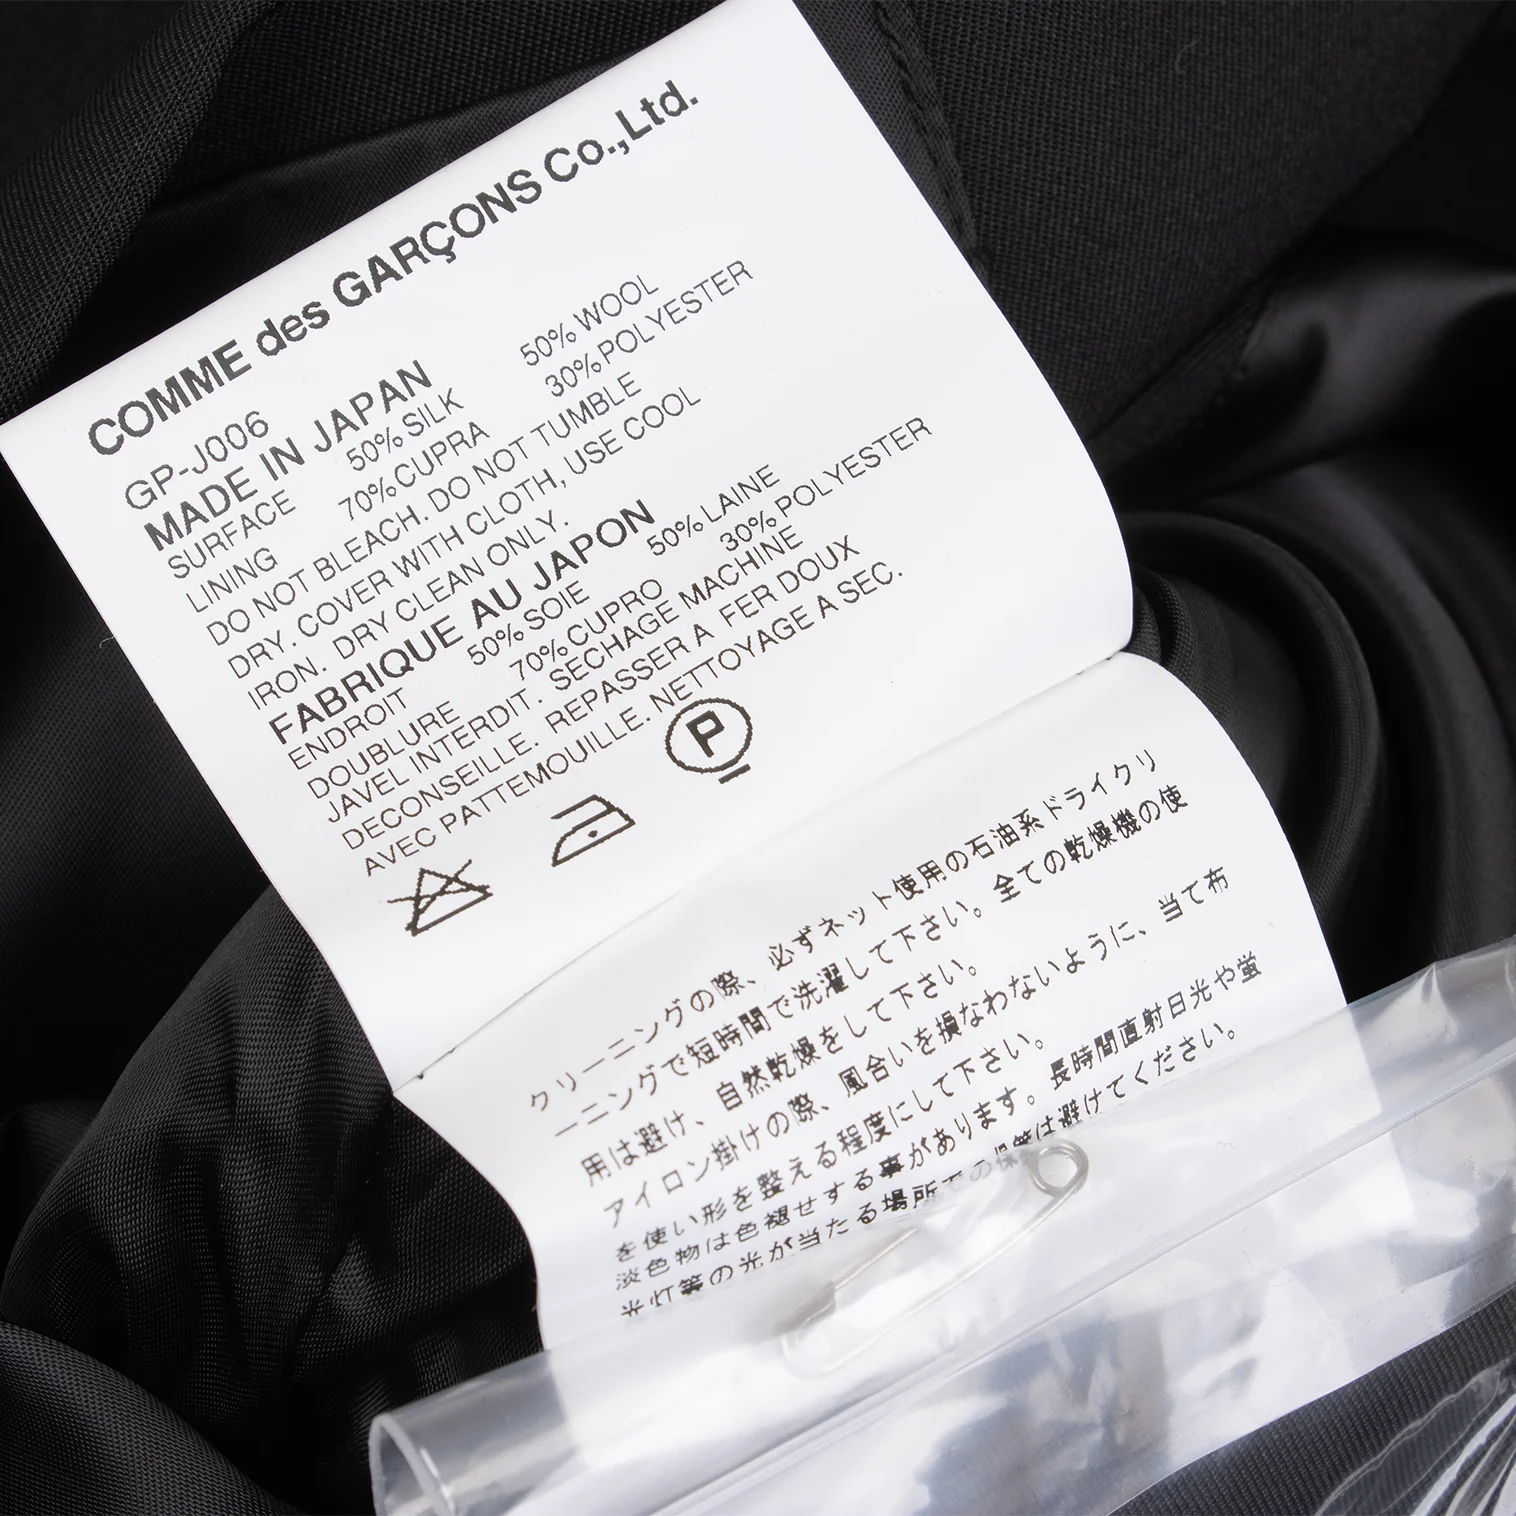 COMME des GARÇONS Co.,Ltd.
GP-J006
MADE IN JAPAN
SURFACE 50% SILK 50% WOOL
LINING 70% CUPRA 30% POLYESTER
DO NOT BLEACH. DO NOT TUMBLE
DRY. COVER WITH CLOTH, USE COOL
IRON. DRY CLEAN ONLY.
FABRIQUE AU JAPON
ENDROIT 50% SOIE 50% LAINE
DOUBLURE 70% CUPRO 30% POLYESTER
JAVEL INTERDIT. SECHAGE MACHINE
DECONSEILLE. REPASSER A FER DOUX
AVEC PATTEMOUILLE. NETTOYAGE A SEC.
P
クリーニングの際、必ずネット使用の石油系ドライクリ
ーニングで短時間で洗濯して下さい。全ての乾燥機の使
用は避け、自然乾燥をして下さい。
アイロン掛けの際、風合いを損なわないように、当て布
を使い形を整える程度にして下さい。
淡色物は色褪せする事があります。長時間直射日光や蛍
光灯等の光が当たる場所での保管は避けてください。